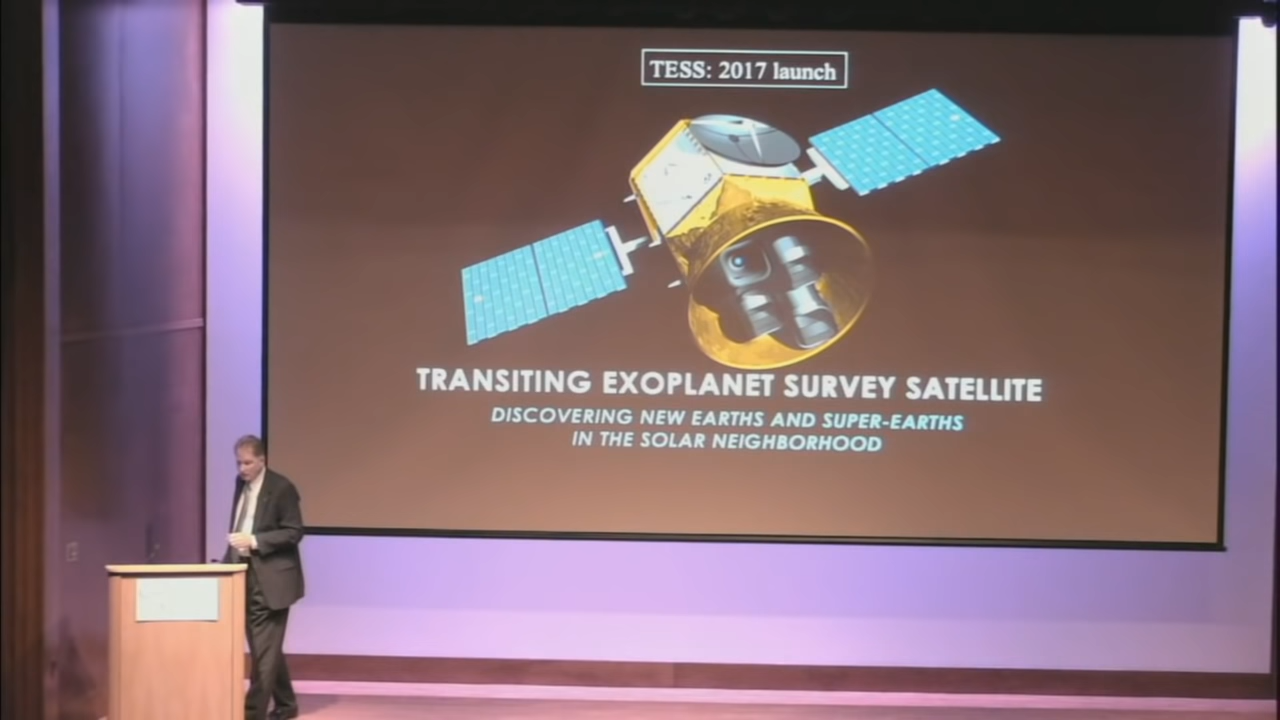 TESS: 2017 launch
TRANSITING EXOPLANET SURVEY SATELLITE
DISCOVERING NEW EARTHS AND SUPER-EARTHS
IN THE SOLAR NEIGHBORHOOD